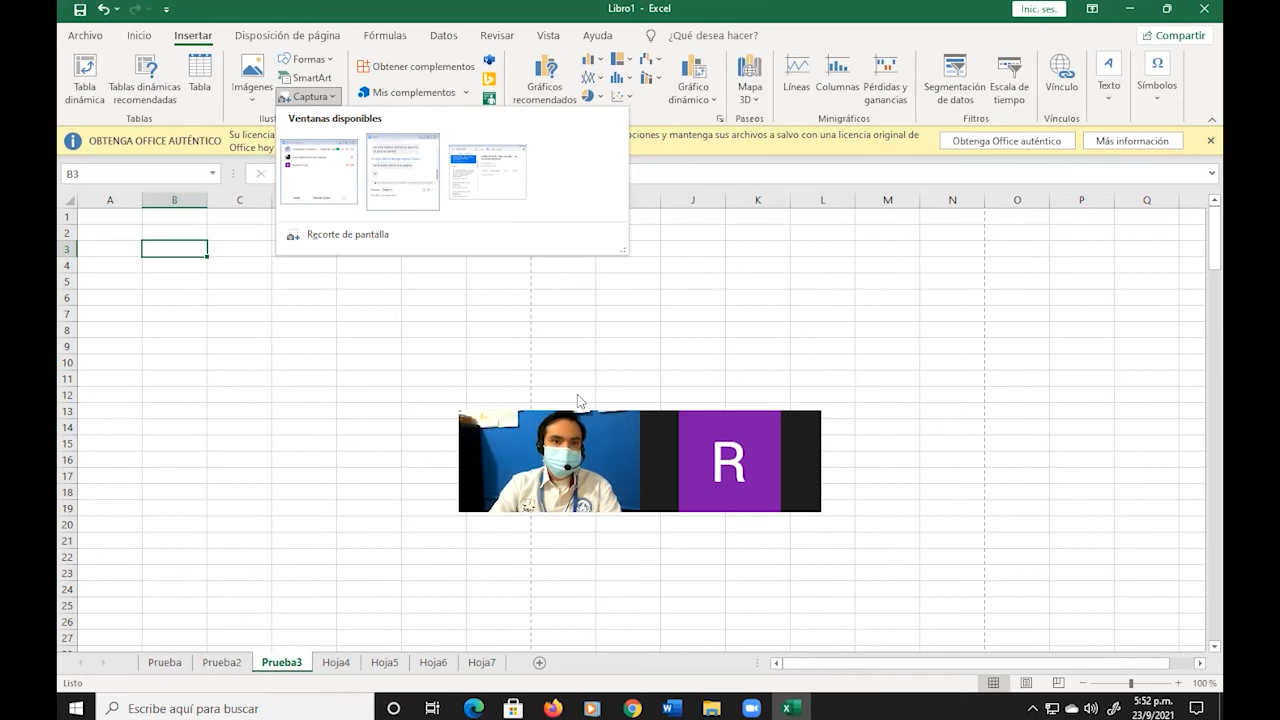 Libro1 - Excel
Inic. ses.
Archivo Inicio Insertar Disposición de página Fórmulas Datos Revisar Vista Ayuda ¿Qué desea hacer? Compartir
Tabla dinámica
Tablas dinámicas recomendadas
Tabla
Imágenes
Formas
SmartArt
Captura
Obtener complementos
Mis complementos
Gráficos recomendados
Gráfico dinámico
Mapa 3D
Líneas
Columnas
Pérdidas y ganancias
Segmentación de datos
Escala de tiempo
Vínculo
Texto
Símbolos
Tablas
Ilus
Gráficos
Paseos
Minigráficos
Filtros
Vínculos
Ventanas disponibles
OBTENGA OFFICE AUTÉNTICO
Su licencia
Office hoy
pciones y mantenga sus archivos a salvo con una licencia original de
Obtenga Office auténtico
Más información
Recorte de pantalla
B3
A B C J K L M N O P Q
1
2
3
4
5
6
7
8
9
10
11
12
13
14
15
16
17
18
19
20
21
22
23
24
25
26
27
R
Prueba Prueba2 Prueba3 Hoja4 Hoja5 Hoja6 Hoja7
Listo
100 %
Escribe aquí para buscar
5:52 p.m.
23/9/2021